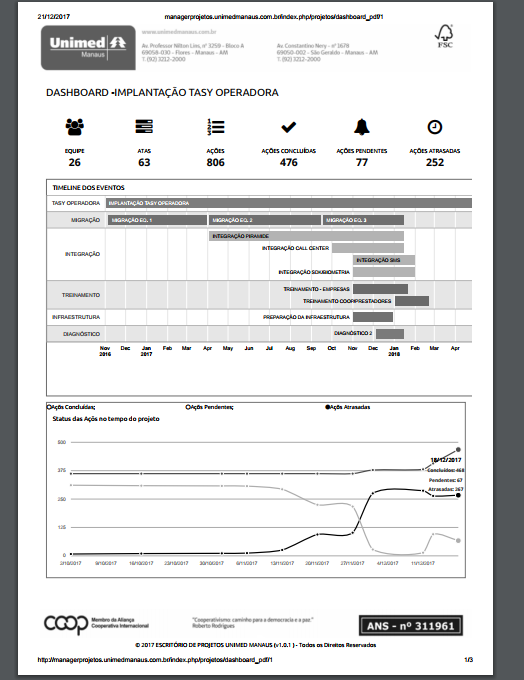 21/12/2017 managerprojetos.unimedmanaus.com.br/index.php/projetos/dashboard_pdf/1
Unimed
Manaus
www.unimedmanaus.com.br
Av. Professor Nilton Lins, nº 3259 - Bloco A
69058-030 - Flores - Manaus - AM
T. (92) 3212-2000
Av. Constantino Nery - nº 1678
69050-002 - São Geraldo - Manaus - AM
T. (92) 3212-2000
FSC
DASHBOARD -IMPLANTAÇÃO TASY OPERADORA
EQUIPE ATAS AÇÕES AÇÕES CONCLUÍDAS AÇÕES PENDENTES AÇÕES ATRASADAS
26 63 806 476 77 252
TIMELINE DOS EVENTOS
TASY OPERADORA IMPLANTAÇÃO TASY OPERADORA
MIGRAÇÃO MIGRAÇÃO EQ. 1 MIGRAÇÃO EQ. 2 MIGRAÇÃO EQ. 3
INTEGRAÇÃO PIRAMIDE
INTEGRAÇÃO CALL CENTER
INTEGRAÇÃO
INTEGRAÇÃO SMS
INTEGRAÇÃO SOKIBIOMETRIA
TREINAMENTO - EMPRESAS
TREINAMENTO
TREINAMENTO COOP/PRESTADORES
INFRAESTRUTURA PREPARAÇÃO DA INFRAESTRUTURA
DIAGNÓSTICO DIAGNÓSTICO 2
Nov Dec Jan Feb Mar Apr May Jun Jul Aug Sep Oct Nov Dec Jan Feb Mar Apr
2016 2017 2018
Açõs Concluídas; Açõs Pendentes; Açõs Atrasadas
Status das Açõs no tempo do projeto
500
18/12/2017
375
Concluídos: 468
Pendentes: 67
Atrasadas: 267
250
125
0
2/10/2017 9/10/2017 16/10/2017 23/10/2017 30/10/2017 6/11/2017 13/11/2017 20/11/2017 27/11/2017 4/12/2017 11/12/2017
coop
Membro da Aliança
Cooperativa Internacional
"Cooperativismo: caminho para a democracia e a paz"
Roberto Rodrigues
ANS - nº 311961
© 2017 ESCRITÓRIO DE PROJETOS UNIMED MANAUS (v1.0.1 ) - Todos os Direitos Reservados
http://managerprojetos.unimedmanaus.com.br/index.php/projetos/dashboard_pdf/1 1/3